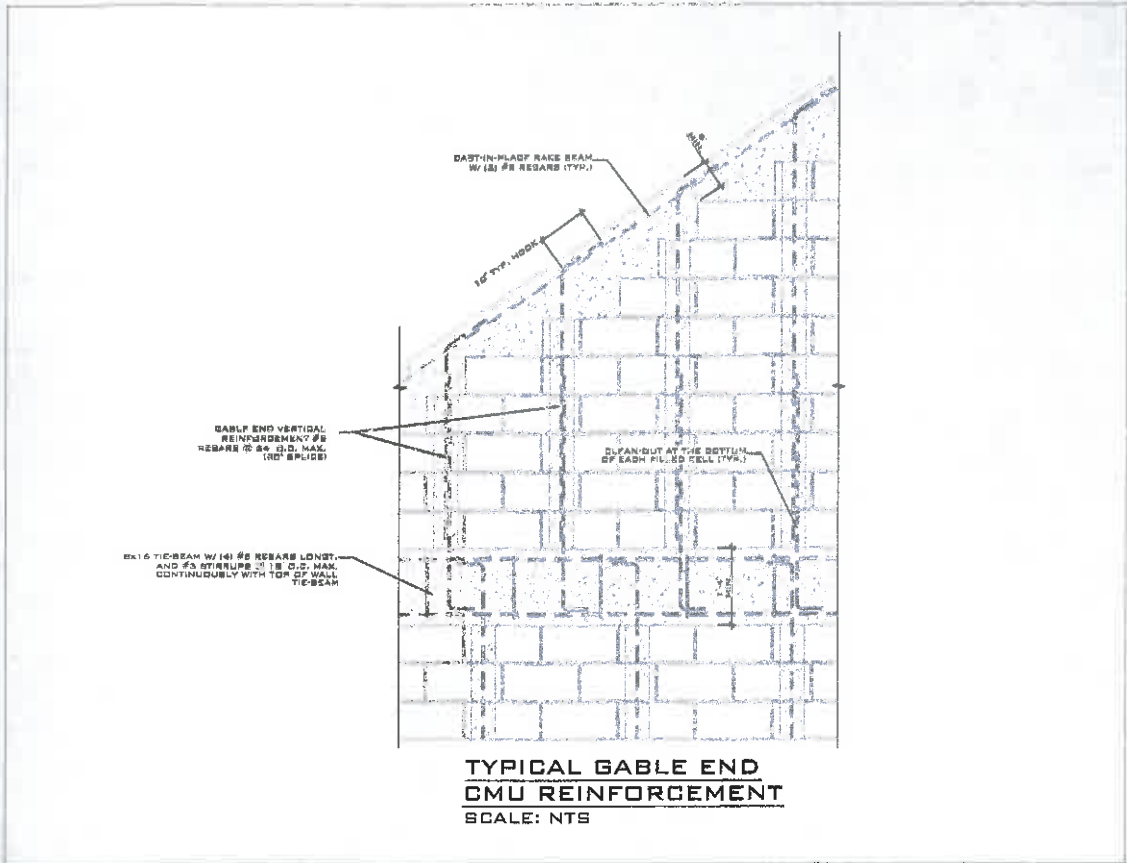 CAST-IN-PLACE RAKE BEAM
W/ (2) #5 REBARS (TYP.)
10" TYP. HOOK
GABLE END VERTICAL
REINFORCEMENT #5
REBARS @ 24" O.C. MAX.
SPLICE)
CLEAN-OUT AT THE BOTTOM
OF EACH FILLED CELL (TYP.)
8X16 TIE-BEAM W/ (4) #5 REBARS LONGT.
AND #3 STIRRUPS @ O.C. MAX.
CONTINUOUSLY WITH TOP OF WALL
TIE-BEAM
TYPICAL GABLE END
CMU REINFORCEMENT
SCALE: NTS